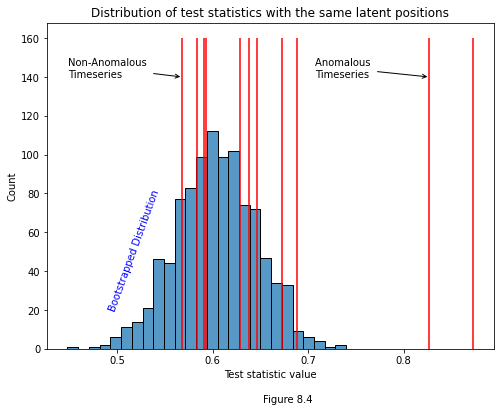 Distribution of test statistics with the same latent positions
160
140
120
100
80
60
40
20
0
Count
Non-Anomalous
Timeseries
Anomalous
Timeseries
Bootstrapped Distribution
0.5 0.6 0.7 0.8
Test statistic value
Figure 8.4